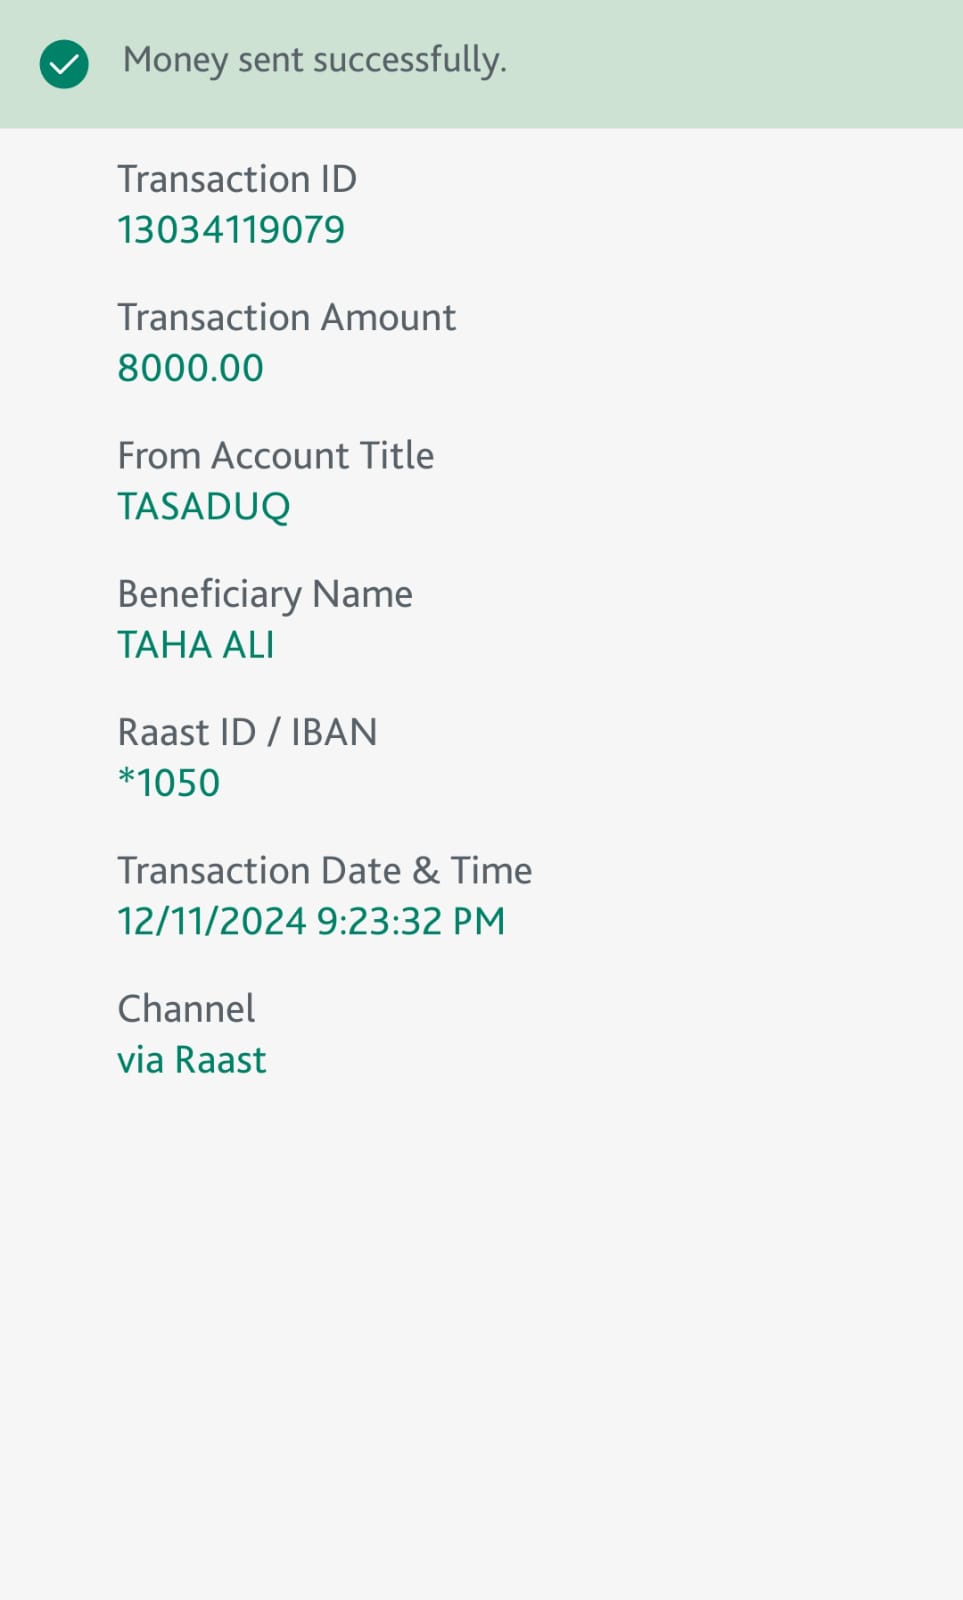 Money sent successfully.
Transaction ID
13034119079
Transaction Amount
8000.00
From Account Title
TASADUQ
Beneficiary Name
TAHA ALI
Raast ID / IBAN
*1050
Transaction Date & Time
12/11/2024 9:23:32 PM
Channel
via Raast